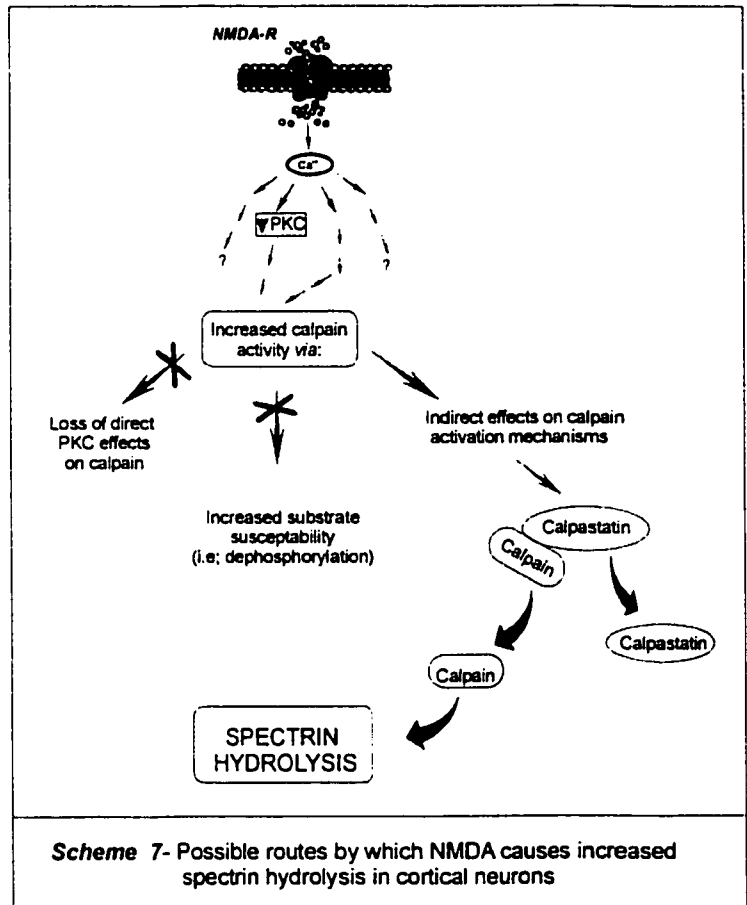 NMDA-R
Ca++
▼PKC
?
?
Increased calpain
activity via:
Loss of direct
PKC effects
on calpain
Increased substrate
susceptability
(i.e; dephosphorylation)
Indirect effects on calpain
activation mechanisms
Calpastatin
Calpain
Calpastatin
Calpain
SPECTRIN
HYDROLYSIS
Scheme 7- Possible routes by which NMDA causes increased
spectrin hydrolysis in cortical neurons